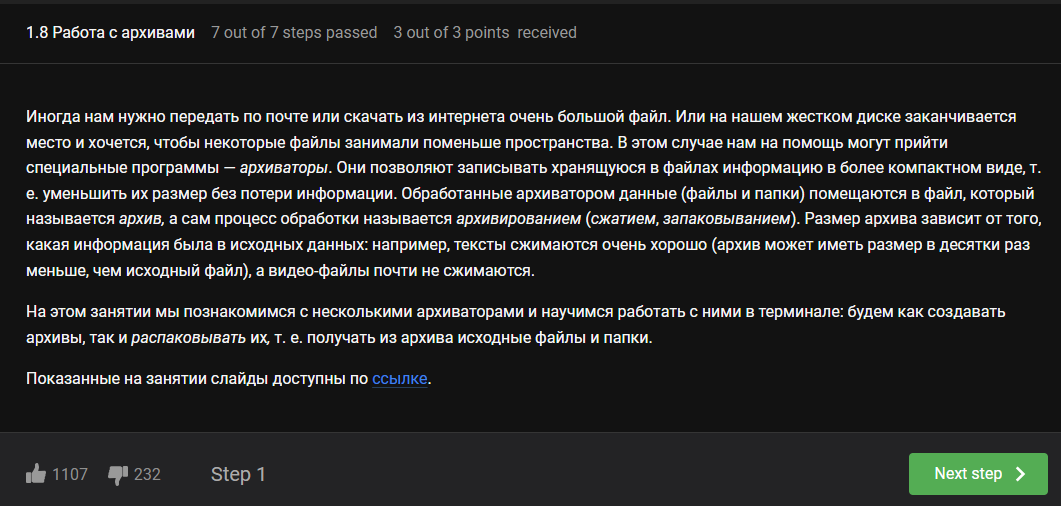 1.8 Работа с архивами 7 out of 7 steps passed 3 out of 3 points received
Иногда нам нужно передать по почте или скачать из интернета очень большой файл. Или на нашем жестком диске заканчивается
место и хочется, чтобы некоторые файлы занимали поменьше пространства. В этом случае нам на помощь могут прийти
специальные программы — архиваторы. Они позволяют записывать хранящуюся в файлах информацию в более компактном виде, т.
е. уменьшить их размер без потери информации. Обработанные архиватором данные (файлы и папки) помещаются в файл, который
называется архив, а сам процесс обработки называется архивированием (сжатием, запаковыванием). Размер архива зависит от того,
какая информация была в исходных данных: например, тексты сжимаются очень хорошо (архив может иметь размер в десятки раз
меньше, чем исходный файл), а видео-файлы почти не сжимаются.
На этом занятии мы познакомимся с несколькими архиваторами и научимся работать с ними в терминале: будем как создавать
архивы, так и распаковывать их, т. е. получать из архива исходные файлы и папки.
Показанные на занятии слайды доступны по ссылке.
1107 232 Step 1 Next step